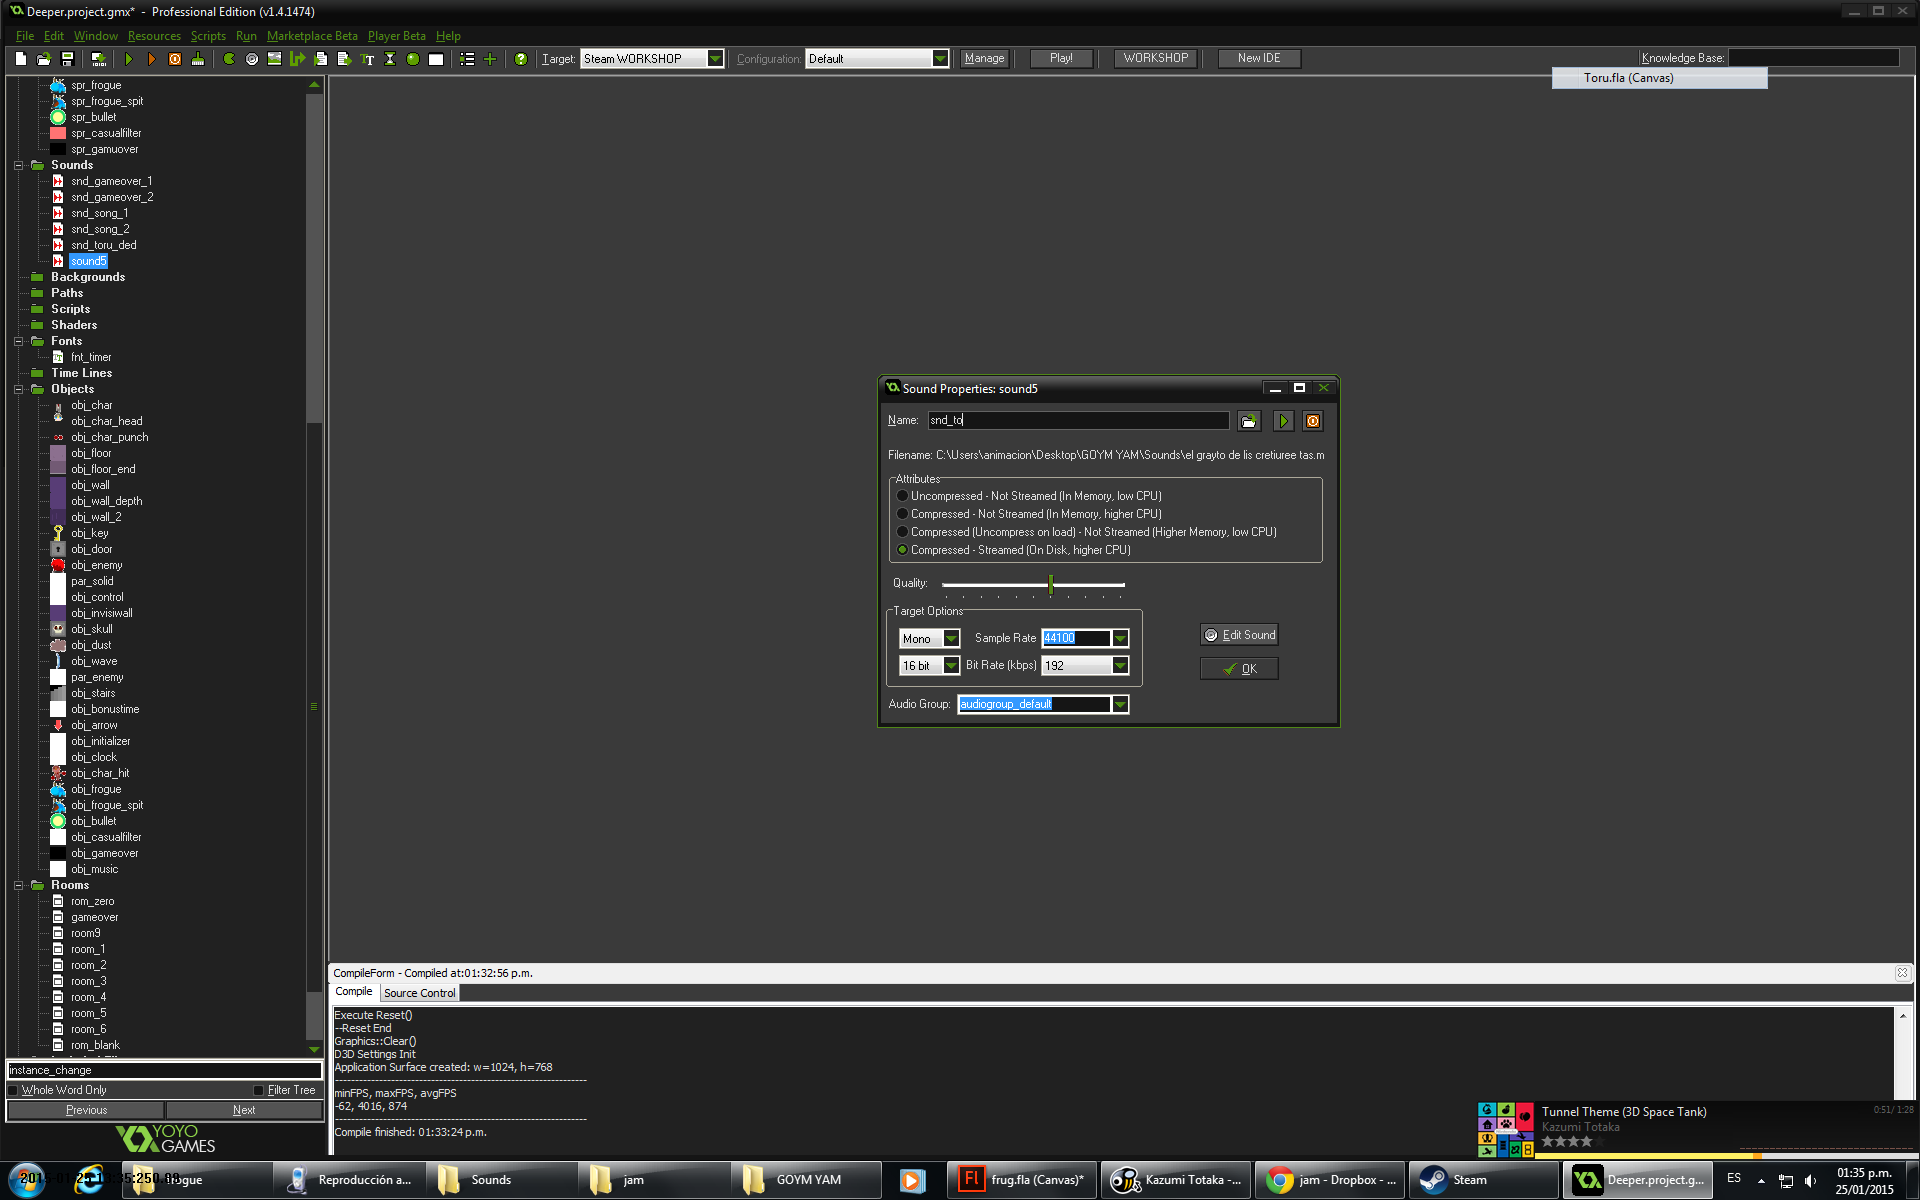 Deeper.project.gmx* - Professional Edition (v1.4.1474)
File Edit Window Resources Scripts Run Marketplace Beta Player Beta Help
Target: Steam WORKSHOP Configuration: Default Manage Play! WORKSHOP New IDE Knowledge Base:
Toru.fla (Canvas)
spr_frogue
spr_frogue_spit
spr_bullet
spr_casualfilter
spr_gamuover
Sounds
snd_gameover_1
snd_gameover_2
snd_song_1
snd_song_2
snd_toru_ded
sound5
Backgrounds
Paths
Scripts
Shaders
Fonts
fnt_timer
Time Lines
Objects
obj_char
obj_char_head
obj_char_punch
obj_floor
obj_floor_end
obj_wall
obj_wall_depth
obj_wall_2
obj_key
obj_door
obj_enemy
par_solid
obj_control
obj_invisiwall
obj_skull
obj_dust
obj_wave
par_enemy
obj_stairs
obj_bonustime
obj_arrow
obj_initializer
obj_clock
obj_char_hit
obj_frogue
obj_frogue_spit
obj_bullet
obj_casualfilter
obj_gameover
obj_music
Rooms
rom_zero
gameover
room9
room_1
room_2
room_3
room_4
room_5
room_6
rom_blank
instance_change
Whole Word Only Filter Tree
Previous Next
YOYO
GAMES
Sound Properties: sound5
Name: snd_to
Filename: C:\Users\animacion\Desktop\GOYM YAM\Sounds\el grayto de lis cretiuree tas.m
Attributes
Uncompressed - Not Streamed (In Memory, low CPU)
Compressed - Not Streamed (In Memory, higher CPU)
Compressed (Uncompress on load) - Not Streamed (Higher Memory, low CPU)
Compressed - Streamed (On Disk, higher CPU)
Quality:
Target Options
Mono Sample Rate 44100
16 bit Bit Rate (kbps) 192
Edit Sound
OK
Audio Group: audiogroup_default
CompileForm - Compiled at:01:32:56 p.m.
Compile Source Control
Execute Reset()
--Reset End
Graphics::Clear()
D3D Settings Init
Application Surface created: w=1024, h=768
minFPS, maxFPS, avgFPS
-62, 4016, 874
Compile finished: 01:33:24 p.m.
Tunnel Theme (3D Space Tank) 0:51/ 1:28
Kazumi Totaka
Reproducción a... Sounds jam GOYM YAM frug.fla (Canvas)* Kazumi Totaka -... jam - Dropbox - ... Steam Deeper.project.g... ES 01:35 p.m.
25/01/2015